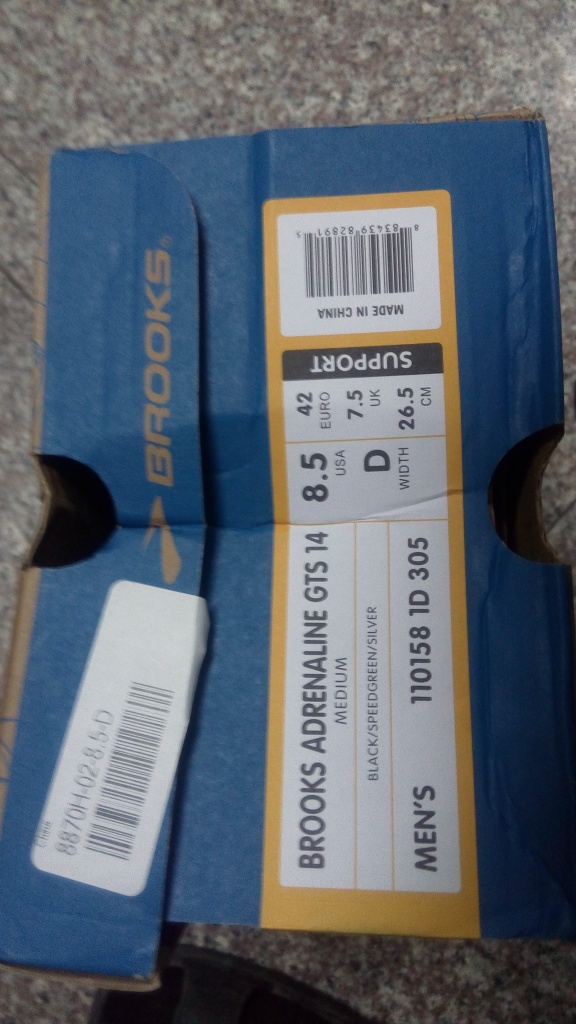 BROOKS®
BROOKS ADRENALINE GTS 14
MEDIUM
BLACK/SPEEDGREEN/SILVER
MEN'S 110158 1D 305
8.5
USA
D
WIDTH
42
EURO
7.5
UK
26.5
CM
SUPPORT
MADE IN CHINA
8 83439 82891 3
8870H-02-8.5-D